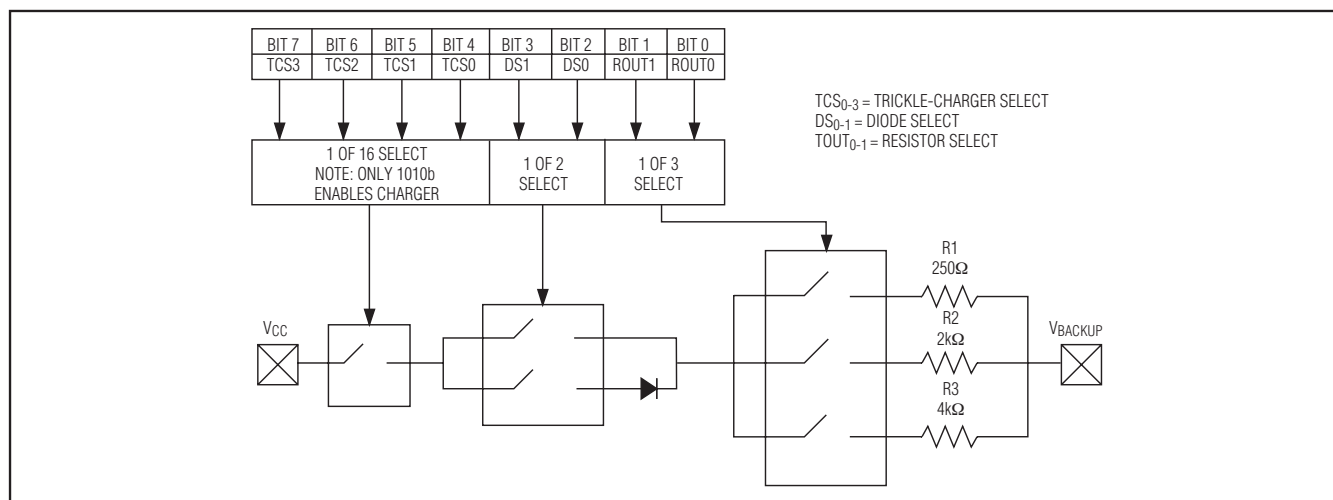 BIT 7 BIT 6 BIT 5 BIT 4 BIT 3 BIT 2 BIT 1 BIT 0
TCS3 TCS2 TCS1 TCS0 DS1 DS0 ROUT1 ROUT0
TCS0-3 = TRICKLE-CHARGER SELECT
DS0-1 = DIODE SELECT
TOUT0-1 = RESISTOR SELECT
1 OF 16 SELECT
NOTE: ONLY 1010b
ENABLES CHARGER
1 OF 2
SELECT
1 OF 3
SELECT
R1
250Ω
VCC
R2
2kΩ
VBACKUP
R3
4kΩ